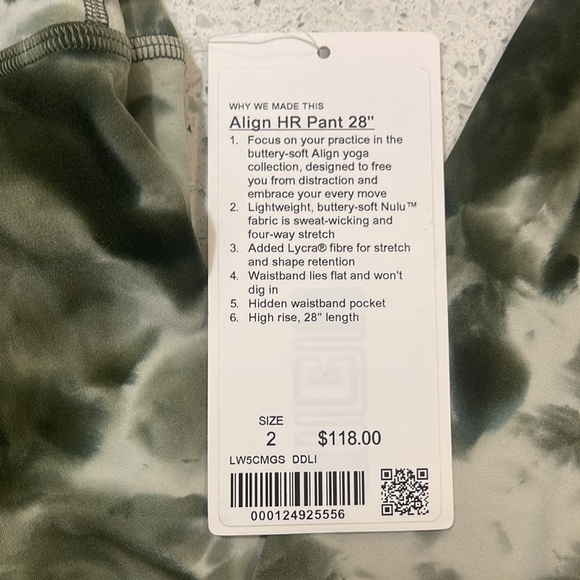 WHY WE MADE THIS
Align HR Pant 28"
1. Focus on your practice in the
buttery-soft Align yoga
collection, designed to free
you from distraction and
embrace your every move
2. Lightweight, buttery-soft Nulu™
fabric is sweat-wicking and
four-way stretch
3. Added Lycra® fibre for stretch
and shape retention
4. Waistband lies flat and won't
dig in
5. Hidden waistband pocket
6. High rise, 28" length
SIZE
2 $118.00
LW5CMGS DDLI
000124925556